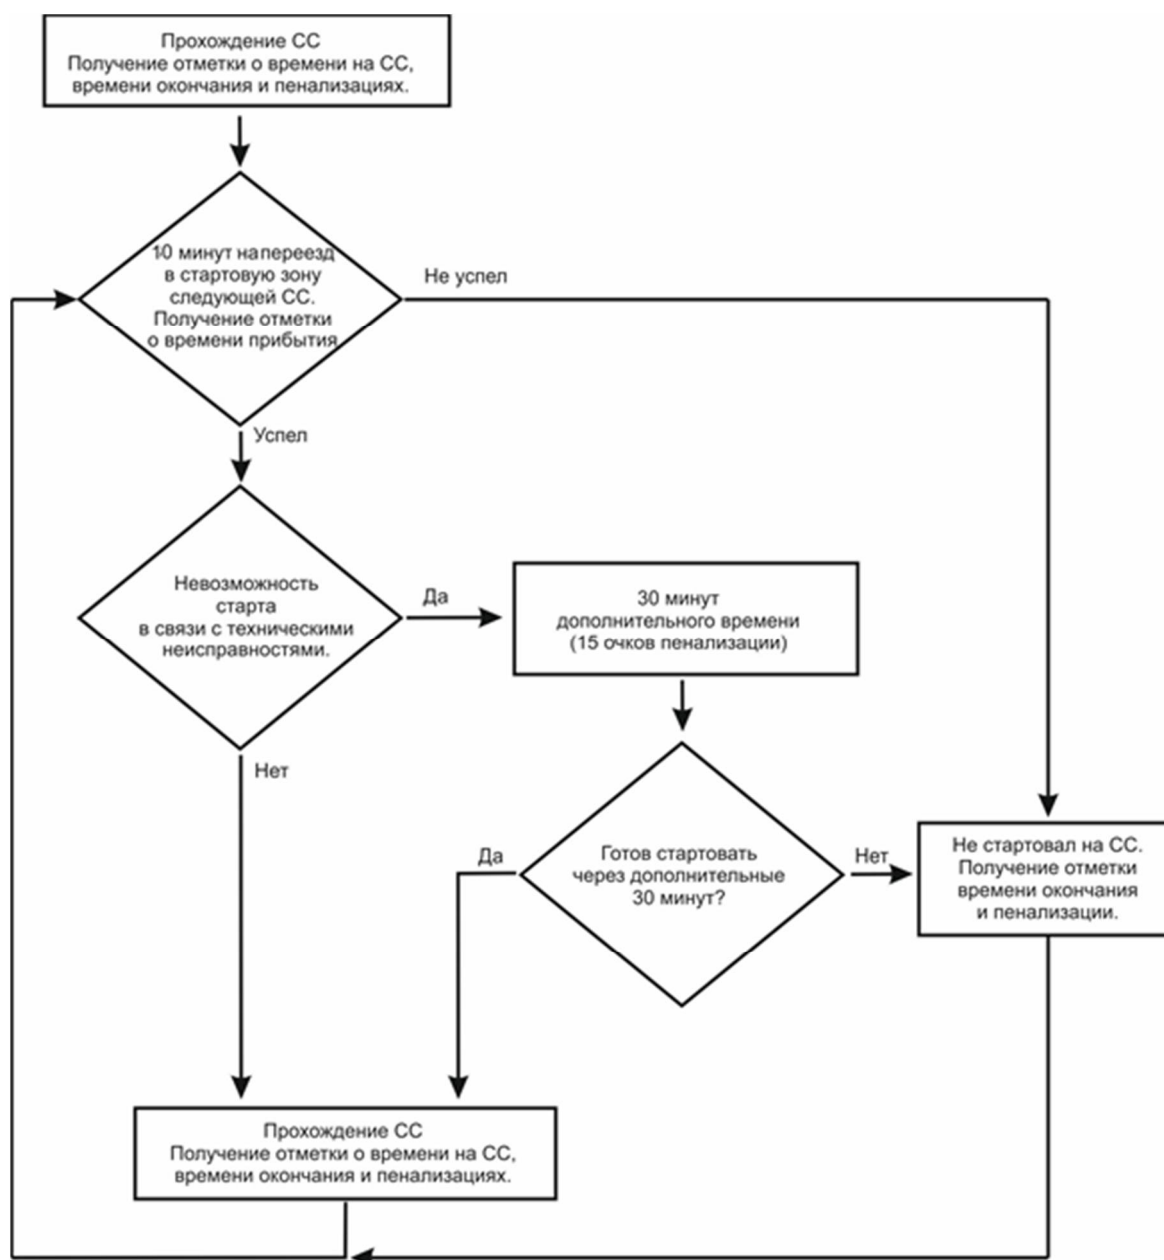 Прохождение СС
Получение отметки о времени на СС,
времени окончания и пенализациях.
10 минут на переезд
в стартовую зону
следующей СС.
Получение отметки
о времени прибытия
Не успел
Успел
Невозможность
старта
в связи с техническими
неисправностями.
Да
30 минут
дополнительного времени
(15 очков пенализации)
Нет
Да
Готов стартовать
через дополнительные
30 минут?
Нет
Не стартовал на СС.
Получение отметки
времени окончания
и пенализации.
Прохождение СС
Получение отметки о времени на СС,
времени окончания и пенализациях.